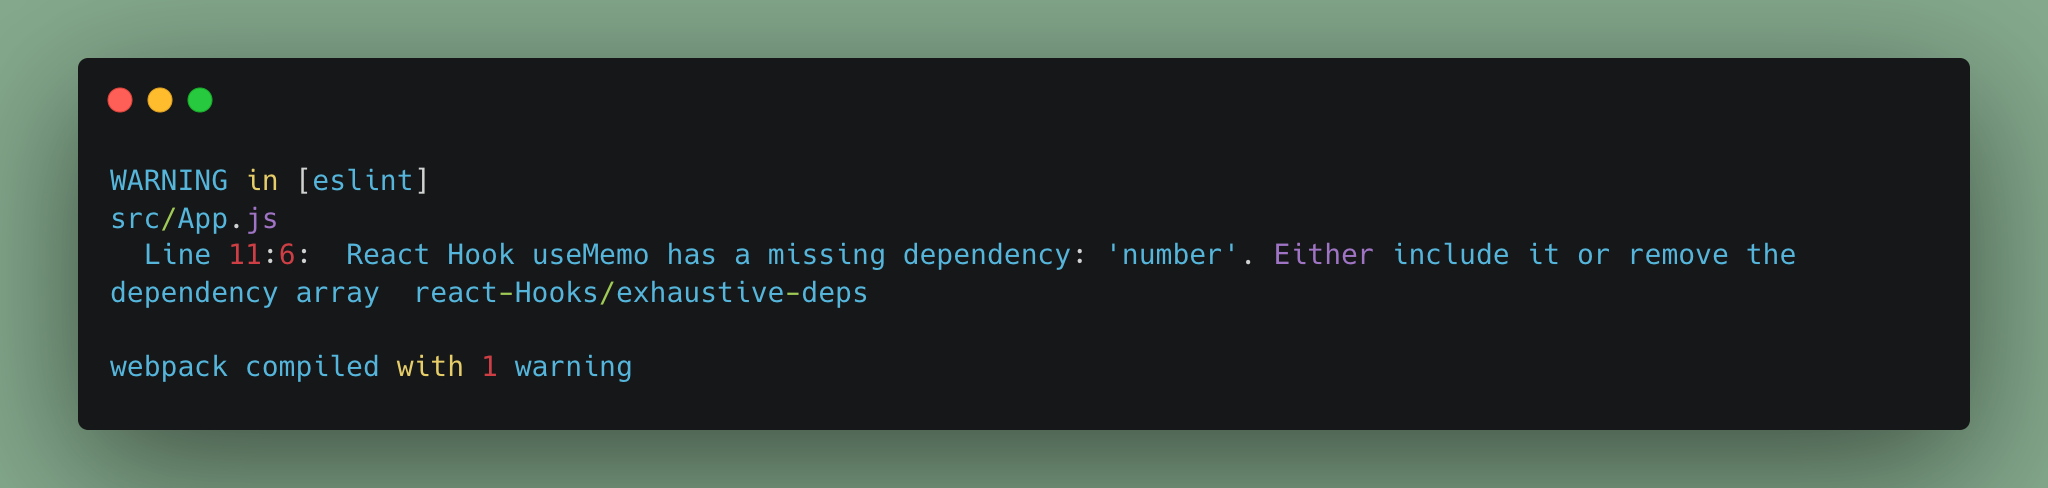 WARNING in [eslint]
src/App.js
  Line 11:6:  React Hook useMemo has a missing dependency: 'number'. Either include it or remove the
dependency array  react-Hooks/exhaustive-deps
webpack compiled with 1 warning